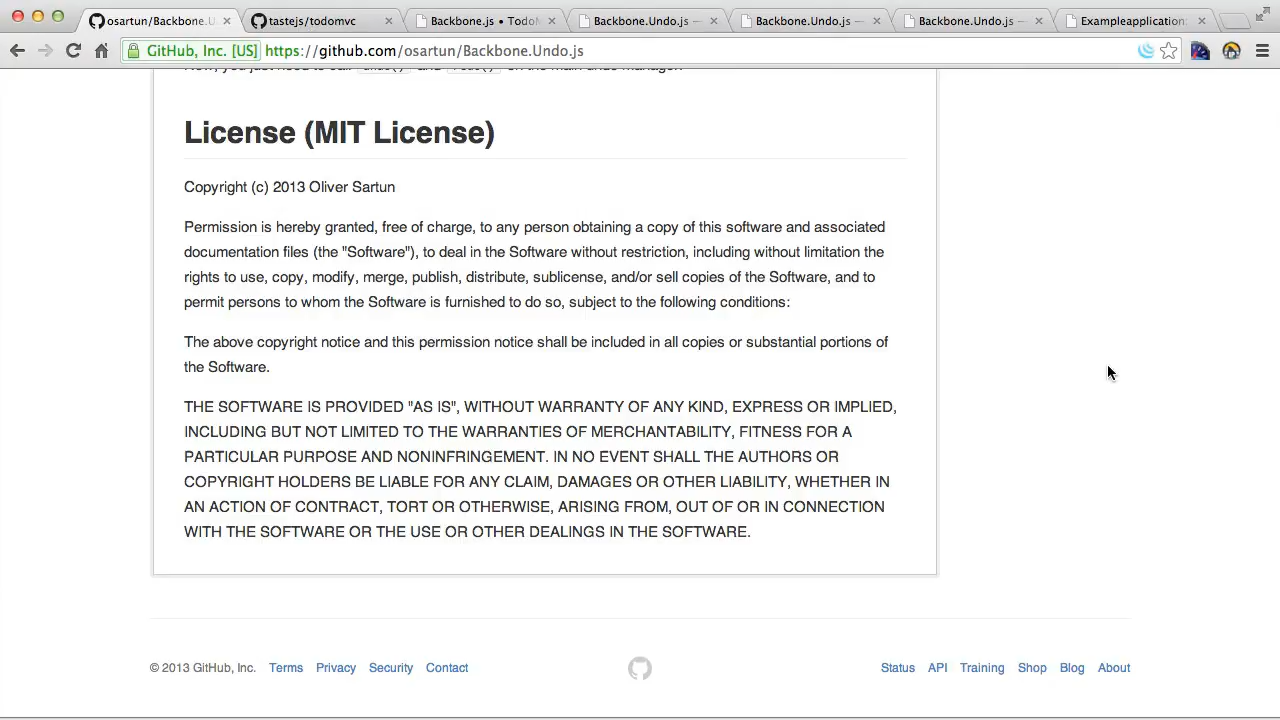 osartun/Backbone.U
tastejs/todomvc
Backbone.js • TodoM
Backbone.Undo.js —
Backbone.Undo.js —
Backbone.Undo.js —
Exampleapplication:
GitHub, Inc. [US] https://github.com/osartun/Backbone.Undo.js
License (MIT License)
Copyright (c) 2013 Oliver Sartun
Permission is hereby granted, free of charge, to any person obtaining a copy of this software and associated
documentation files (the "Software"), to deal in the Software without restriction, including without limitation the
rights to use, copy, modify, merge, publish, distribute, sublicense, and/or sell copies of the Software, and to
permit persons to whom the Software is furnished to do so, subject to the following conditions:
The above copyright notice and this permission notice shall be included in all copies or substantial portions of
the Software.
THE SOFTWARE IS PROVIDED "AS IS", WITHOUT WARRANTY OF ANY KIND, EXPRESS OR IMPLIED,
INCLUDING BUT NOT LIMITED TO THE WARRANTIES OF MERCHANTABILITY, FITNESS FOR A
PARTICULAR PURPOSE AND NONINFRINGEMENT. IN NO EVENT SHALL THE AUTHORS OR
COPYRIGHT HOLDERS BE LIABLE FOR ANY CLAIM, DAMAGES OR OTHER LIABILITY, WHETHER IN
AN ACTION OF CONTRACT, TORT OR OTHERWISE, ARISING FROM, OUT OF OR IN CONNECTION
WITH THE SOFTWARE OR THE USE OR OTHER DEALINGS IN THE SOFTWARE.
© 2013 GitHub, Inc. Terms Privacy Security Contact
Status API Training Shop Blog About